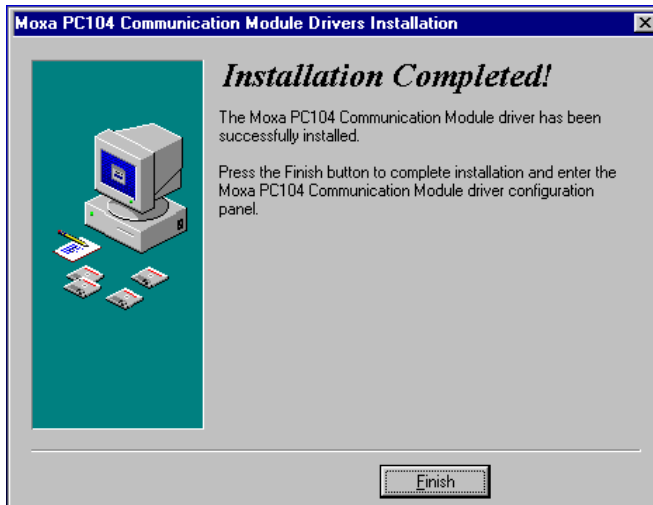 Moxa PC104 Communication Module Drivers Installation
Installation Completed!
The Moxa PC104 Communication Module driver has been
successfully installed.
Press the Finish button to complete installation and enter the
Moxa PC104 Communication Module driver configuration
panel.
Finish